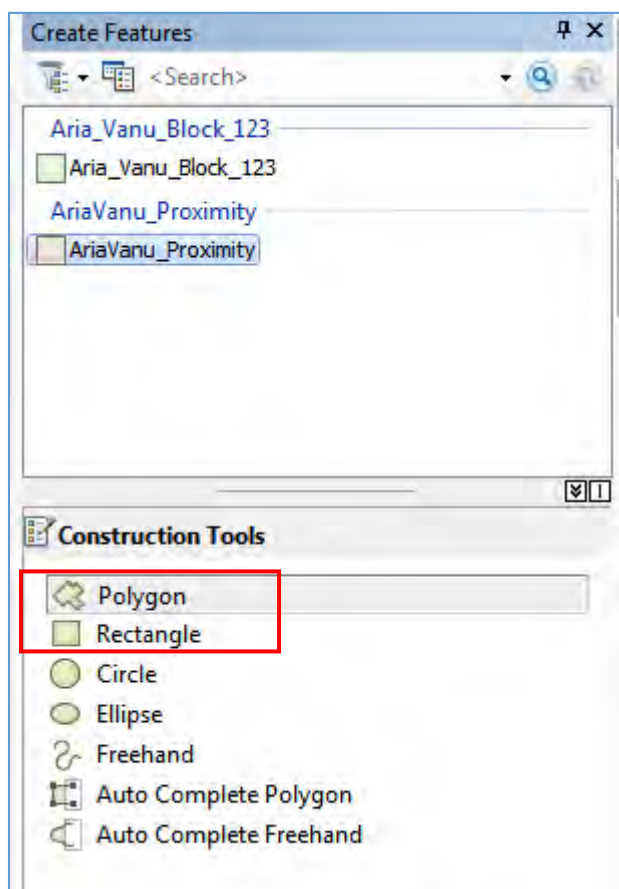 Create Features
<Search>
Aria_Vanu_Block_123
Aria_Vanu_Block_123
AriaVanu_Proximity
AriaVanu_Proximity
Construction Tools
Polygon
Rectangle
Circle
Ellipse
Freehand
Auto Complete Polygon
Auto Complete Freehand